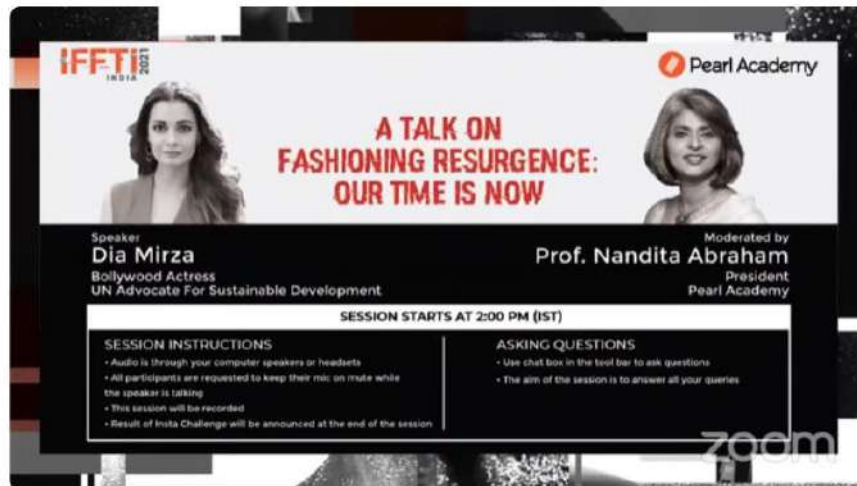 IFFTI
INDIA
2021
Pearl Academy
A TALK ON
FASHIONING RESURGENCE:
OUR TIME IS NOW
Speaker
Dia Mirza
Bollywood Actress
UN Advocate For Sustainable Development
Moderated by
Prof. Nandita Abraham
President
Pearl Academy
SESSION STARTS AT 2:00 PM (IST)
SESSION INSTRUCTIONS
• Audio is through your computer speakers or headsets
• All participants are requested to keep their mic on mute while
the speaker is talking
• This session will be recorded
• Result of Insta Challenge will be announced at the end of the session
ASKING QUESTIONS
• Use chat box in the tool bar to ask questions
• The aim of the session is to answer all your queries
zoom